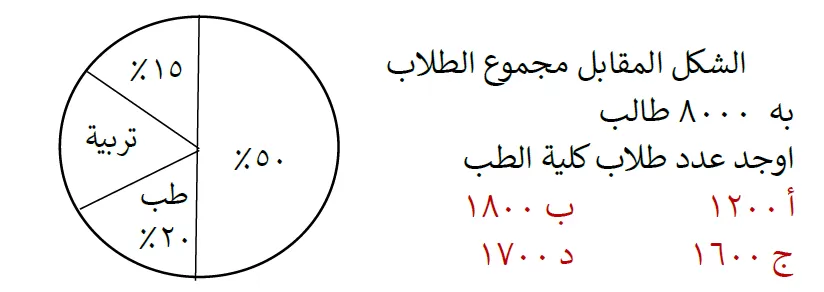 الشكل المقابل مجموع الطلاب
به ٨٠٠٠ طالب
اوجد عدد طلاب كلية الطب
أ ١٢٠٠ ب ١٨٠٠
ج ١٦٠٠ د ١٧٠٠
١٥٪
تربية
٥٠٪
طب
٢٠٪